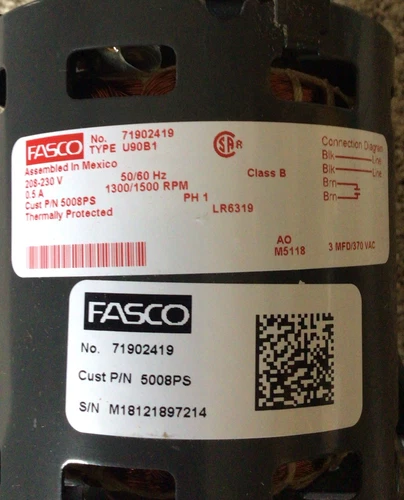 FASCO
No. 71902419
TYPE U90B1
Assembled in Mexico
208-230 V 50/60 Hz Class B
0.5 A 1300/1500 RPM
Cust P/N 5008PS PH 1
Thermally Protected LR6319
AO
M5118
Connection Diagram
Blk Line
Blk Line
Brn
Brn
3 MFD/370 VAC
FASCO
No. 71902419
Cust P/N 5008PS
S/N M18121897214